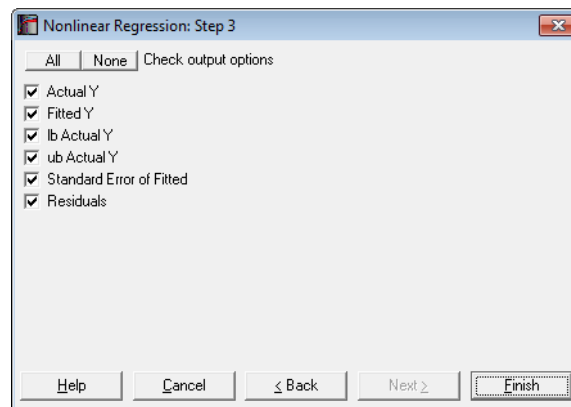 Nonlinear Regression: Step 3
All None Check output options
Actual Y
Fitted Y
lb Actual Y
ub Actual Y
Standard Error of Fitted
Residuals
Help Cancel < Back Next > Finish